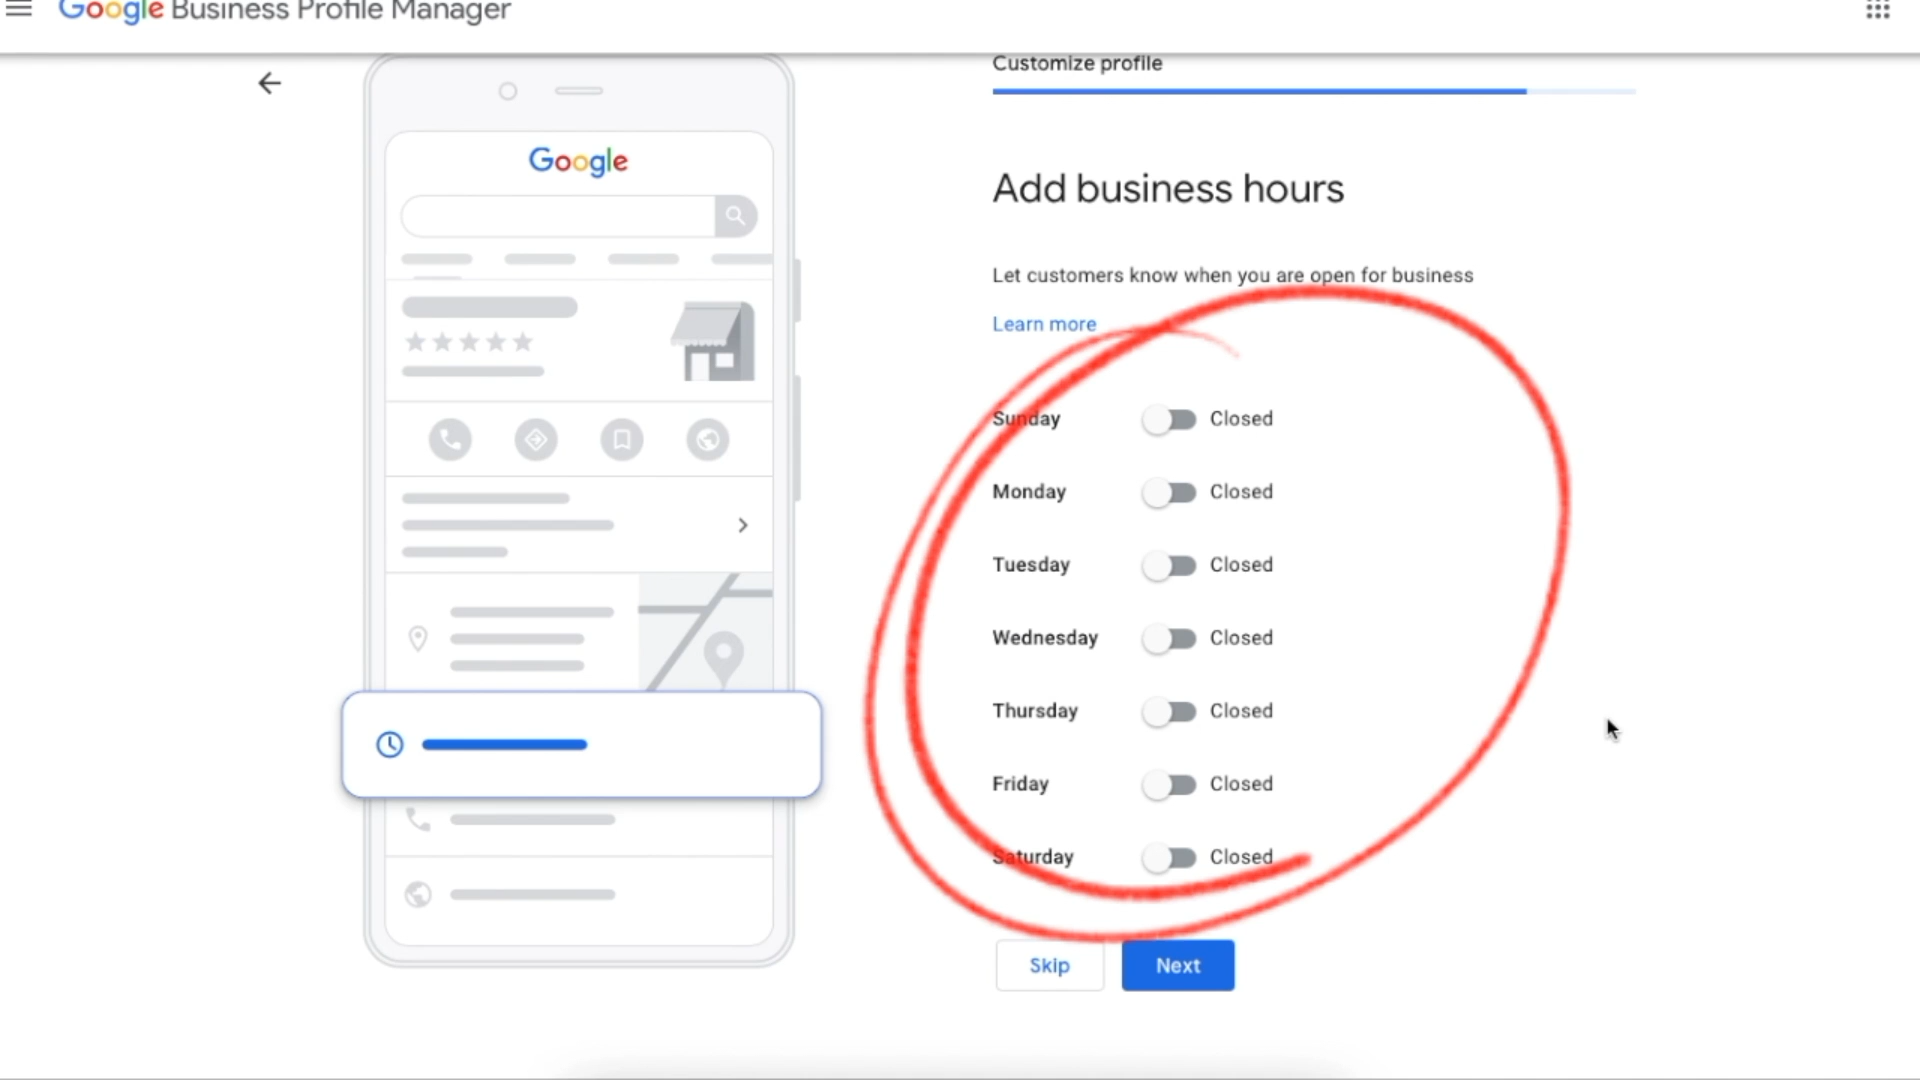 Google Business Profile Manager
Customize profile
Google
Add business hours
Let customers know when you are open for business
Learn more
Sunday Closed
Monday Closed
Tuesday Closed
Wednesday Closed
Thursday Closed
Friday Closed
Saturday Closed
Skip Next